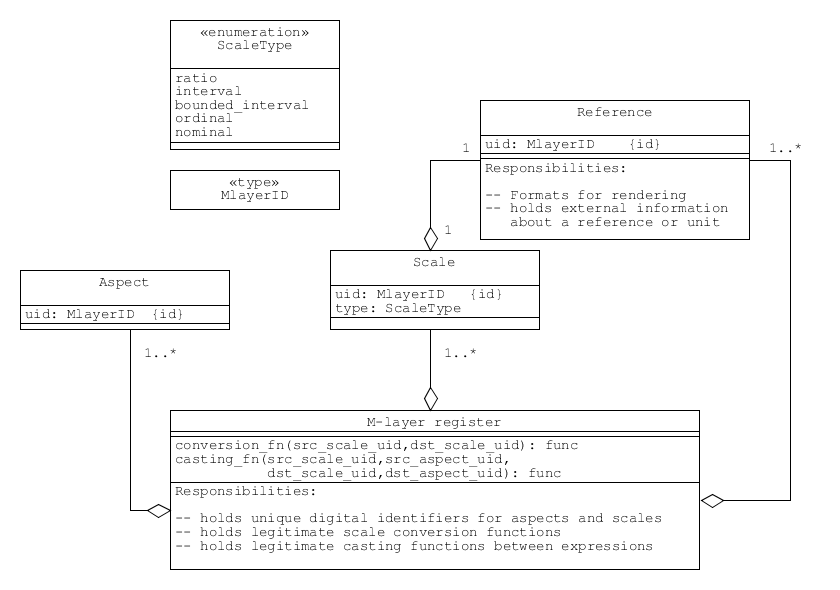 «enumeration»
ScaleType
ratio
interval
bounded_interval
ordinal
nominal
«type»
MlayerID
Reference
uid: MlayerID    {id}
Responsibilities:
-- Formats for rendering
-- holds external information
about a reference or unit
1
1..*
1
Scale
uid: MlayerID   {id}
type: ScaleType
Aspect
uid: MlayerID  {id}
1..*
1..*
M-layer register
conversion_fn(src_scale_uid,dst_scale_uid): func
casting_fn(src_scale_uid,src_aspect_uid,
dst_scale_uid,dst_aspect_uid): func
Responsibilities:
-- holds unique digital identifiers for aspects and scales
-- holds legitimate scale conversion functions
-- holds legitimate casting functions between expressions